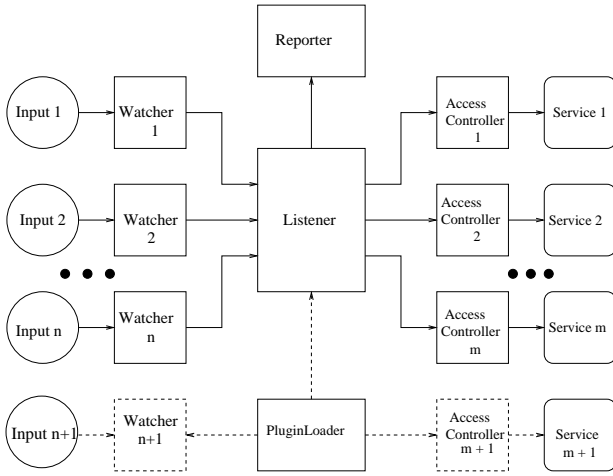 Reporter
Input 1
Watcher
1
Access
Controller
1
Service 1
Input 2
Watcher
2
Listener
Access
Controller
2
Service 2
Input n
Watcher
n
Access
Controller
m
Service m
Input n+1
Watcher
n+1
PluginLoader
Access
Controller
m + 1
Service
m + 1